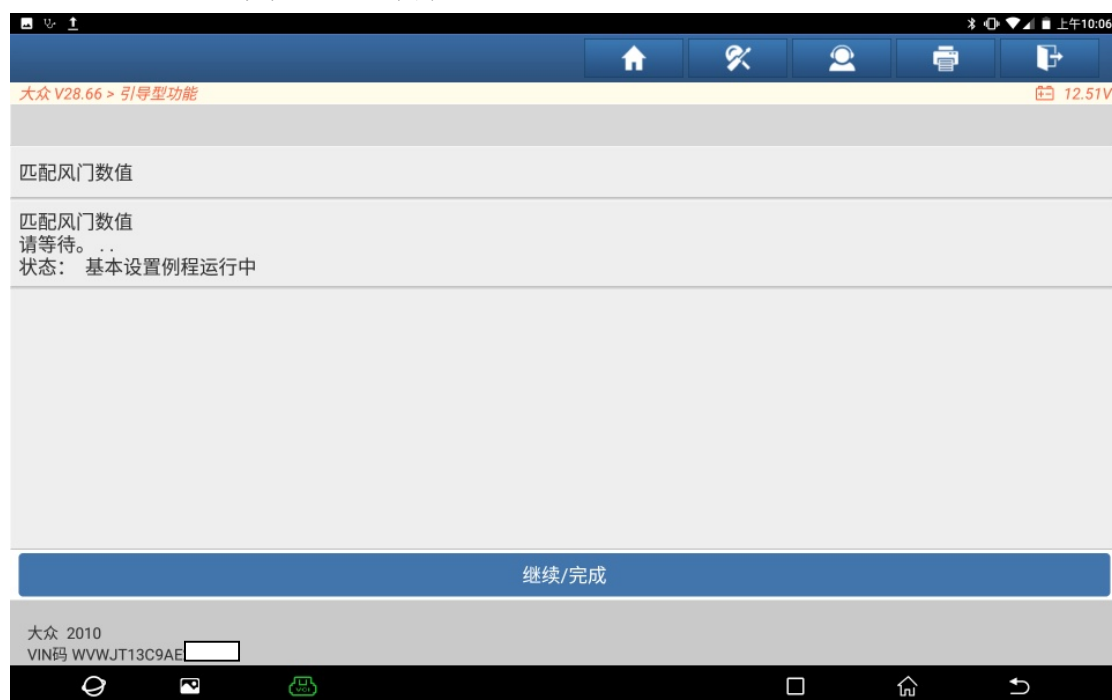 上午10:06
大众 V28.66 > 引导型功能
12.51V
匹配风门数值
匹配风门数值
请等待。 . .
状态： 基本设置例程运行中
继续/完成
大众 2010
VIN码 WVWJT13C9AE
VCI